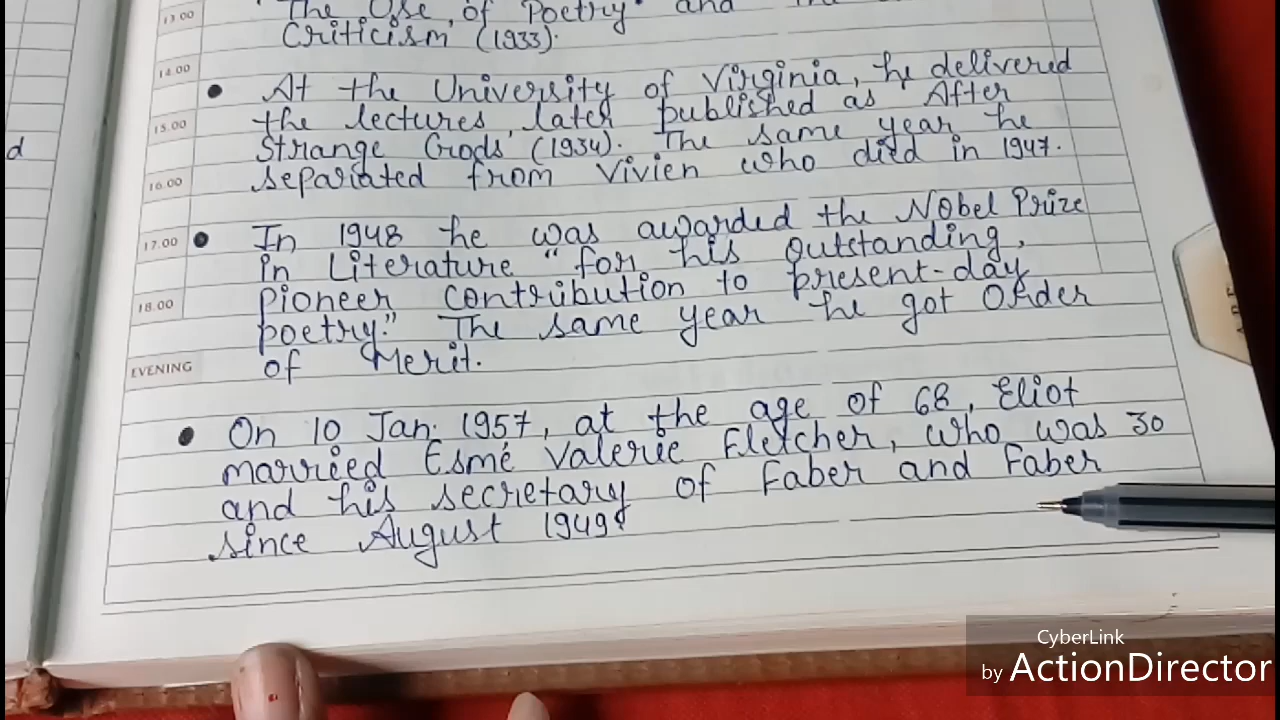 13.00
The Use of Poetry and the
Criticism (1933).
14.00
• At the University of Virginia, he delivered
15.00
the lectures, later published as After
Strange Gods (1934). The same year he
16.00
separated from Vivien who died in 1947.
17.00
• In 1948 he was awarded the Nobel Prize
in Literature "for his outstanding,
18.00
pioneer contribution to present-day
poetry." The same year he got Order
EVENING
of Merit.
• On 10 Jan. 1957, at the age of 68, Eliot
married Esmé Valerie Fletcher, who was 30
and his secretary of Faber and Faber
since August 1949.
d
CyberLink
by ActionDirector